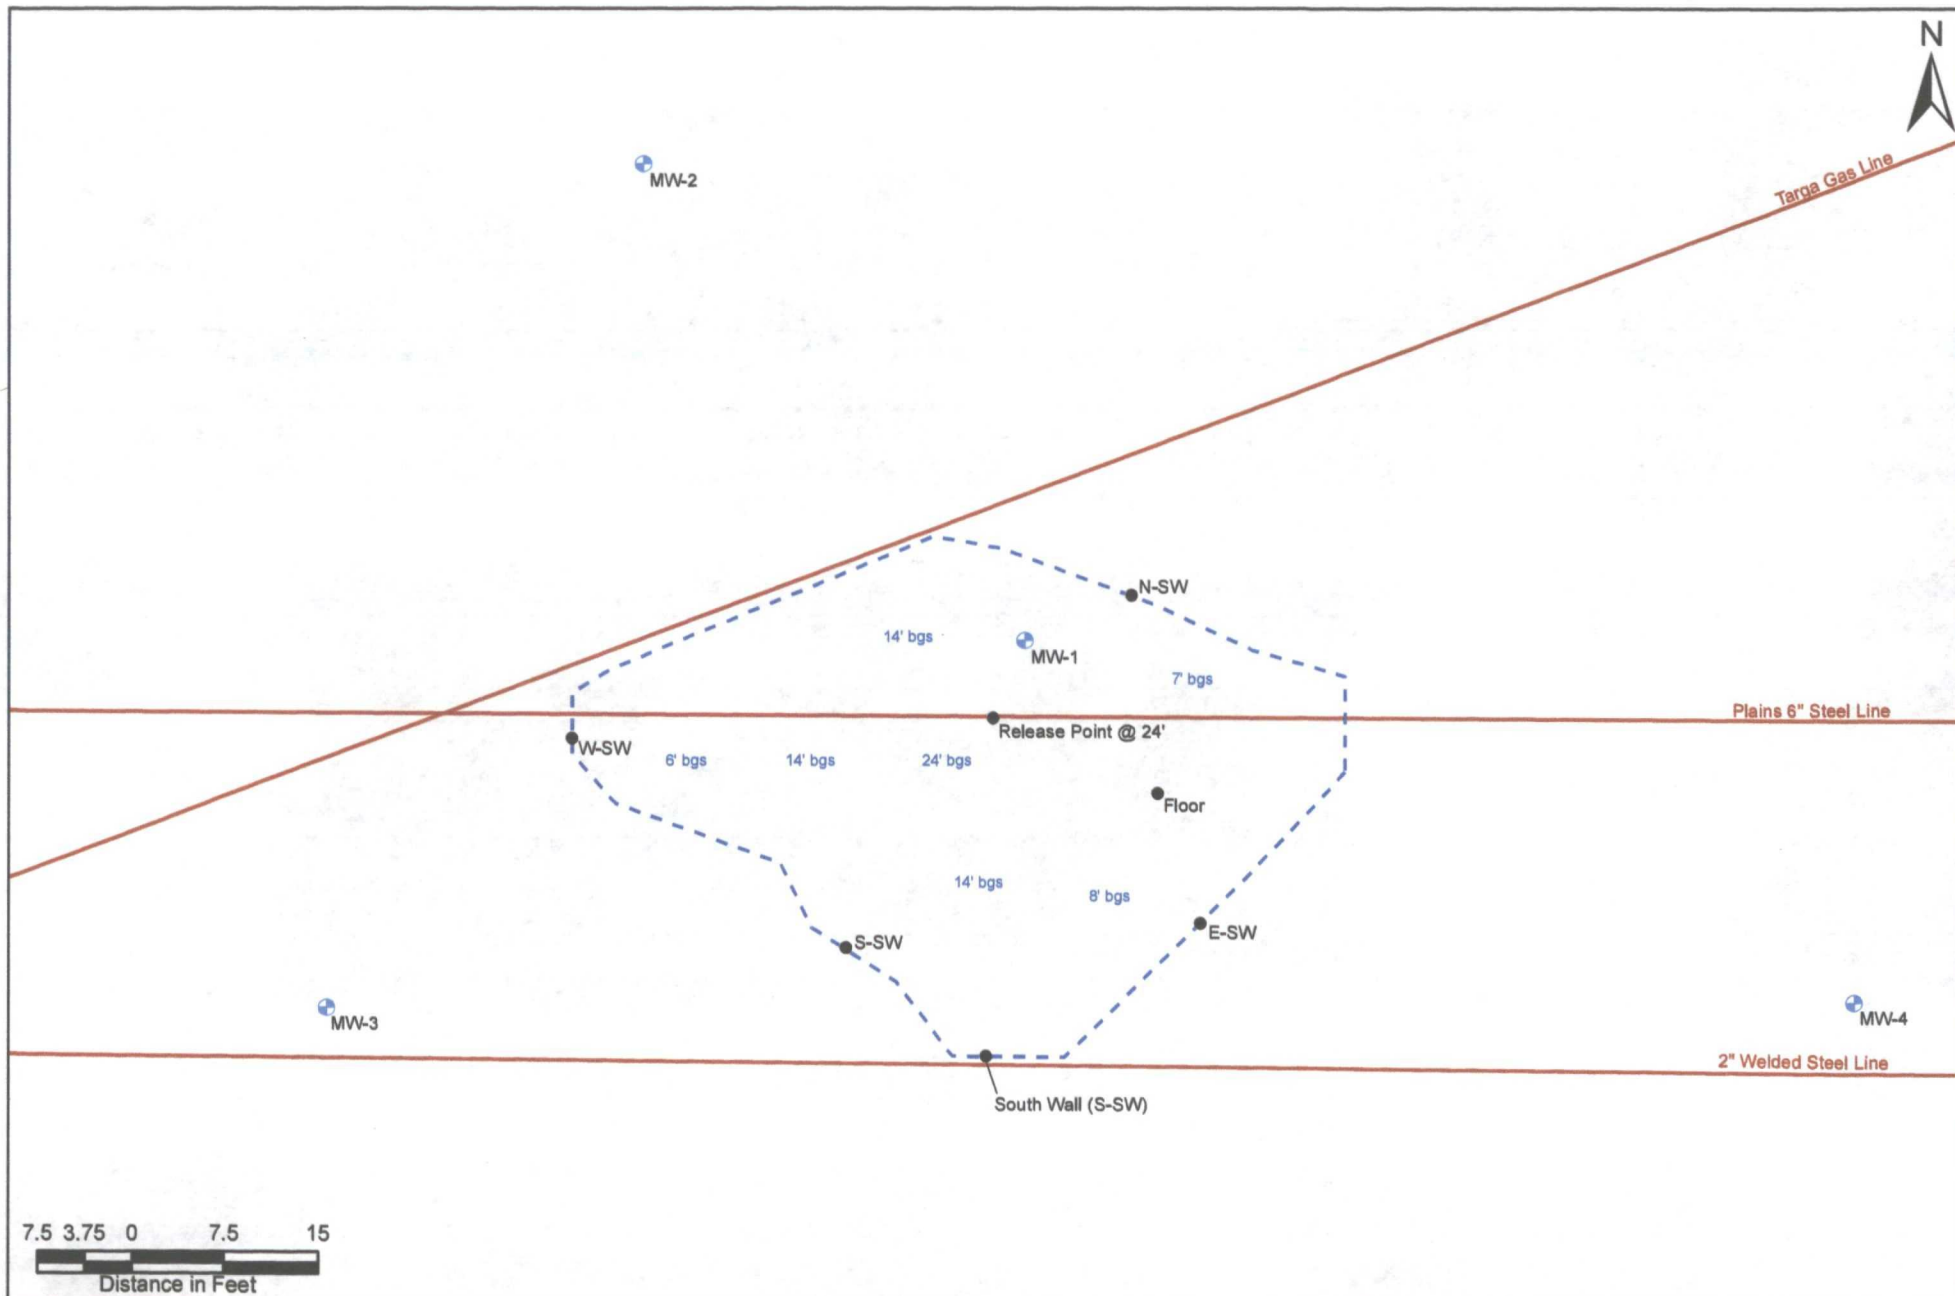 N
MW-2
Targa Gas Line
N-SW
14' bgs
MW-1
7' bgs
Plains 6" Steel Line
Release Point @ 24'
W-SW
6' bgs
14' bgs
24' bgs
Floor
14' bgs
8' bgs
S-SW
E-SW
MW-3
MW-4
2" Welded Steel Line
South Wall (S-SW)
7.5 3.75 0 7.5 15
Distance in Feet